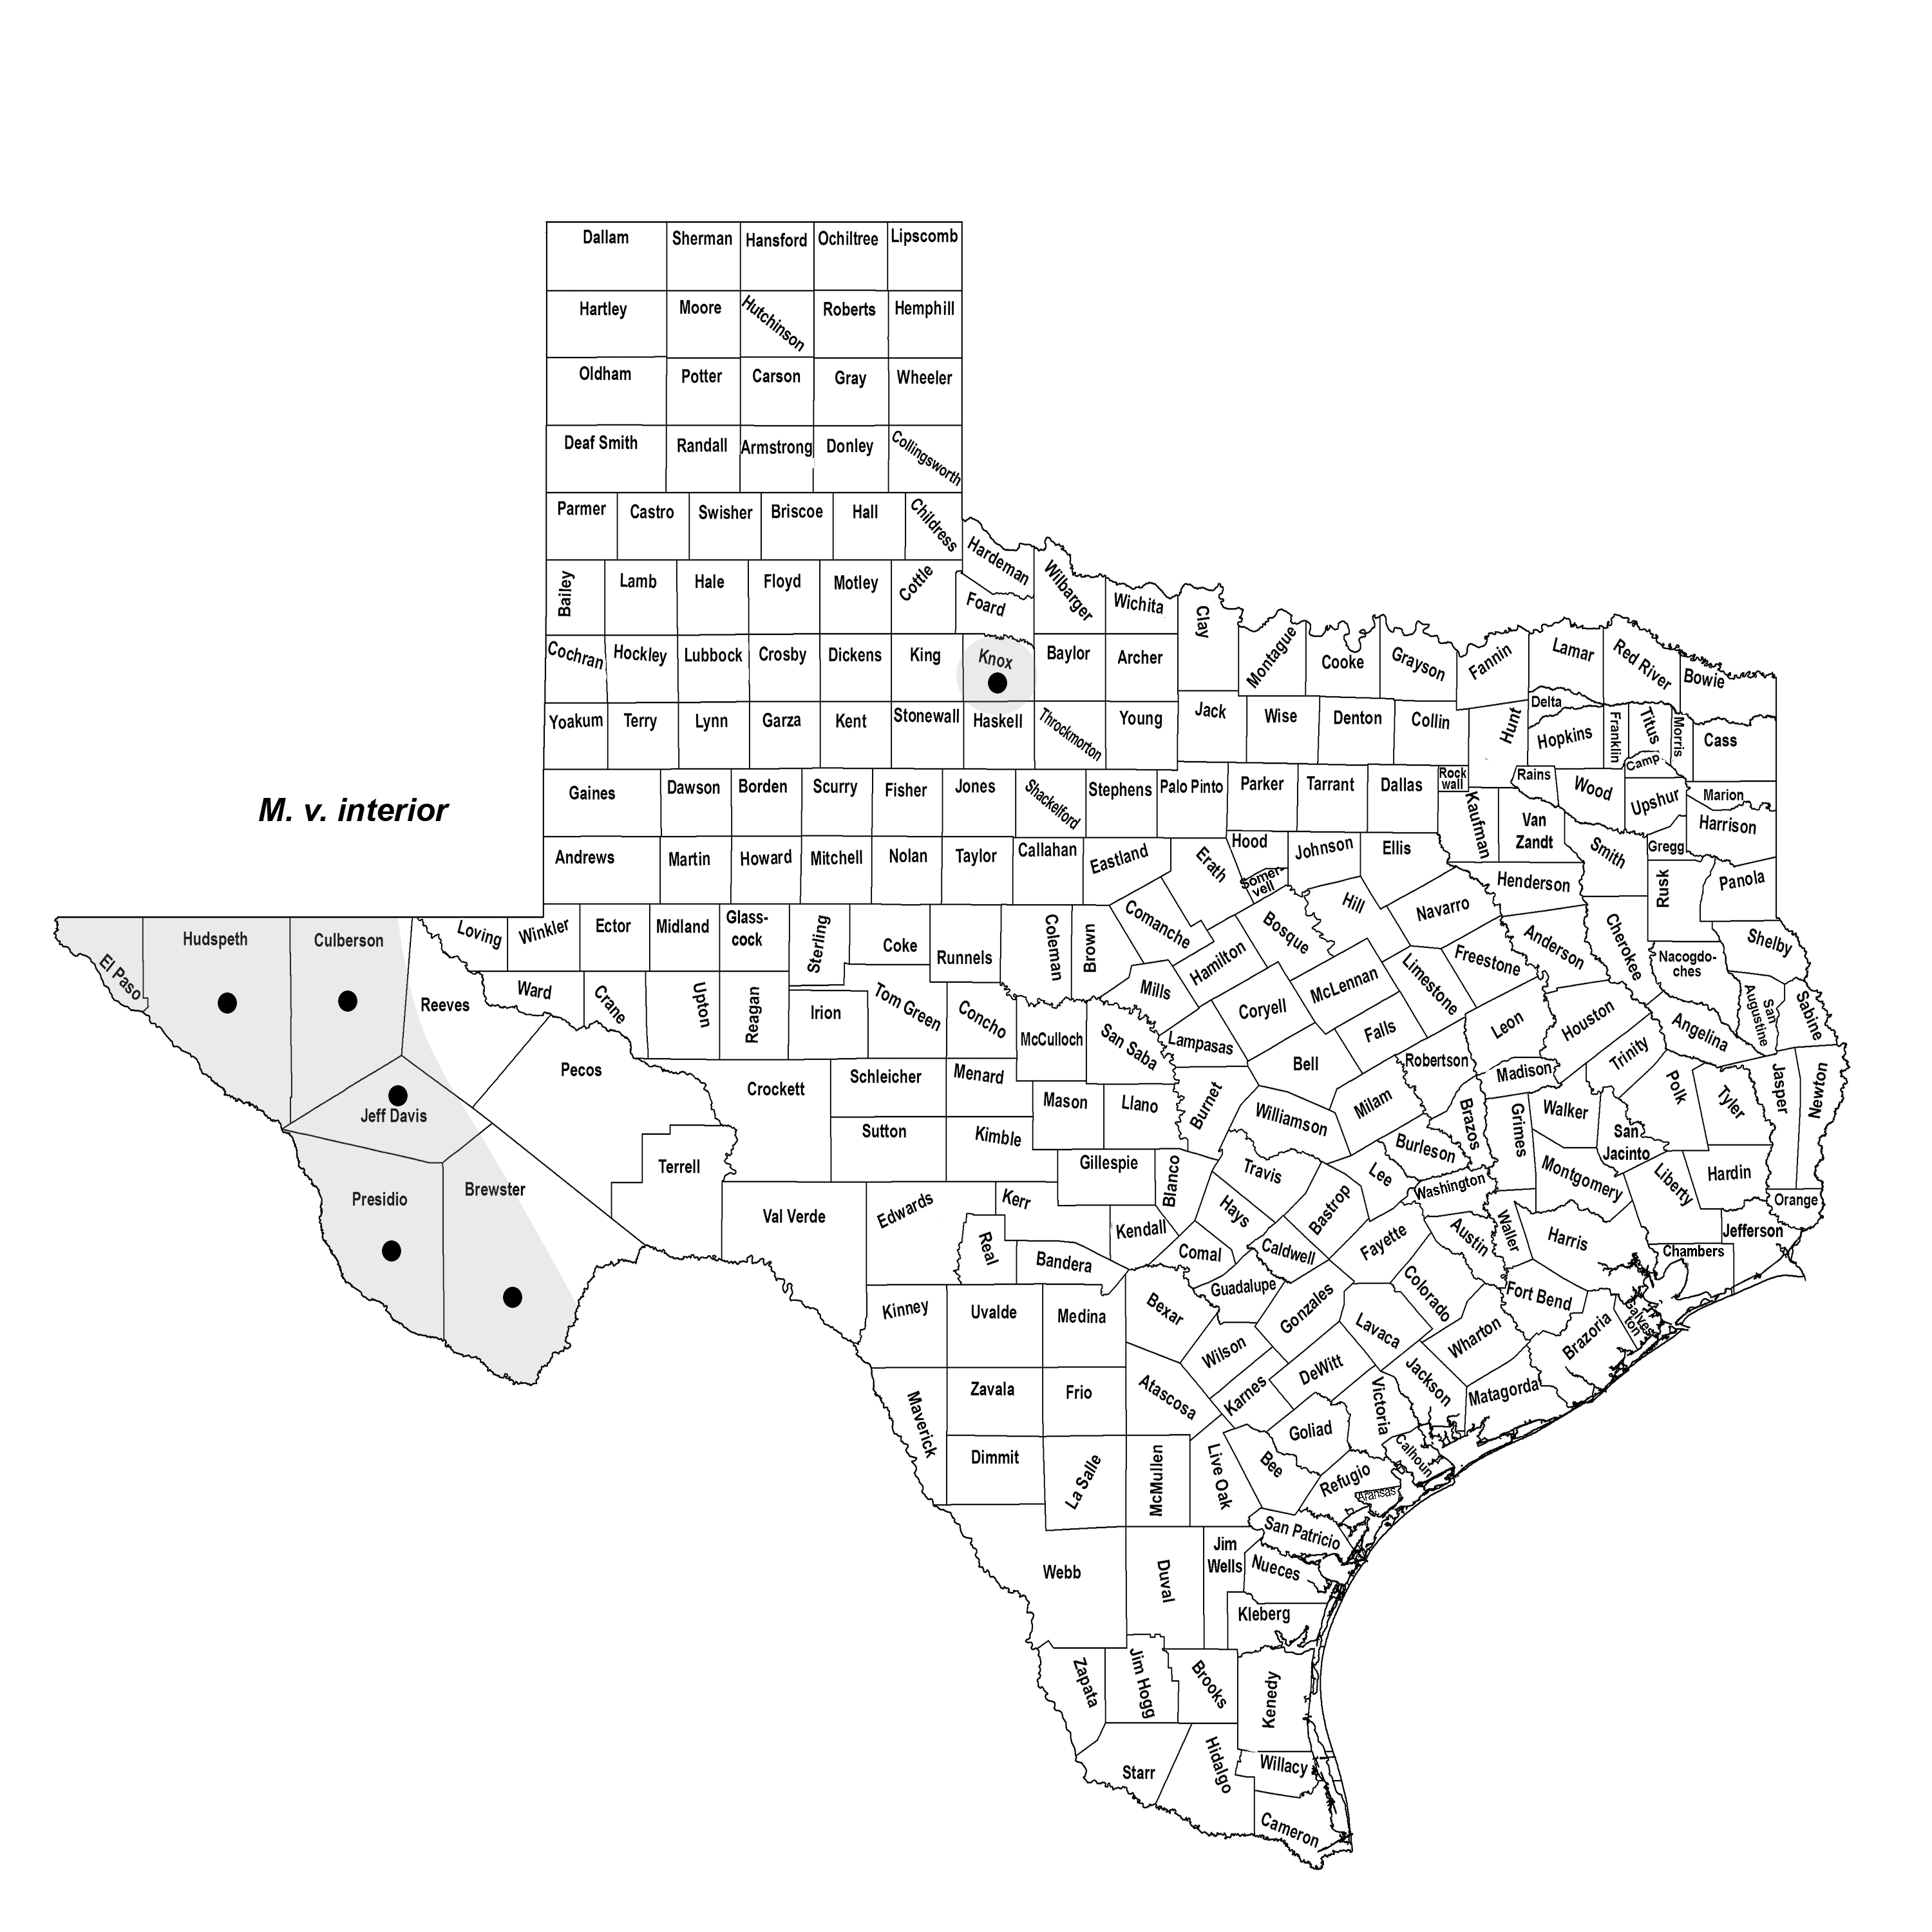 Dallam Sherman Hansford Ochiltree Lipscomb
Hartley Moore Hutchinson Roberts Hemphill
Oldham Potter Carson Gray Wheeler
Deaf Smith Randall Armstrong Donley Collingsworth
Parmer Castro Swisher Briscoe Hall Childress
Hardeman
Bailey Lamb Hale Floyd Motley Cottle Foard Wilbarger Wichita Clay
Cochran Hockley Lubbock Crosby Dickens King Knox Baylor Archer Montague Cooke Grayson Fannin Lamar Red River Bowie
Yoakum Terry Lynn Garza Kent Stonewall Haskell Throckmorton Young Jack Wise Denton Collin Hunt Delta Hopkins Franklin Titus Morris Cass
Camp
M. v. interior
Gaines Dawson Borden Scurry Fisher Jones Shackelford Stephens Palo Pinto Parker Tarrant Dallas Rock
wall
Kaufman Rains Wood Upshur Marion
Harrison
Van
Zandt
Andrews Martin Howard Mitchell Nolan Taylor Callahan Eastland Erath Hood Johnson Ellis Smith Gregg
Somer-
vell
Henderson Rusk Panola
El Paso Hudspeth Culberson Loving Winkler Ector Midland Glass-
cock
Sterling Coke Runnels Coleman Brown Comanche Hamilton Bosque Hill Navarro Anderson Cherokee Shelby
Freestone
Nacogdo-
ches
Reeves Ward Crane Upton Reagan Irion Tom Green Concho Mills Coryell McLennan Limestone Leon Houston Angelina San
Augustine
Sabine
McCulloch San Saba Lampasas Bell Falls Robertson Madison Trinity Polk Tyler Jasper Newton
Pecos Crockett Schleicher Menard Mason Llano Burnet Williamson Milam Brazos Grimes Walker San
Jacinto
Jeff Davis
Sutton Kimble Gillespie Blanco Travis Lee Burleson Washington Montgomery Liberty Hardin Orange
Terrell
Presidio Brewster Val Verde Edwards Kerr Kendall Hays Bastrop Fayette Austin Waller Harris Jefferson
Chambers
Real Bandera Comal Caldwell
Guadalupe Gonzales Colorado Fort Bend Galves
ton
Kinney Uvalde Medina Bexar Wilson Lavaca Wharton Brazoria
Maverick Zavala Frio Atascosa Karnes DeWitt Jackson Matagorda
Victoria
Goliad Calhoun
Dimmit La Salle McMullen Live Oak Bee Refugio
Aransas
San Patricio
Webb Duval Jim
Wells
Nueces
Kleberg
Zapata Jim Hogg Brooks Kenedy
Starr Hidalgo Willacy
Cameron